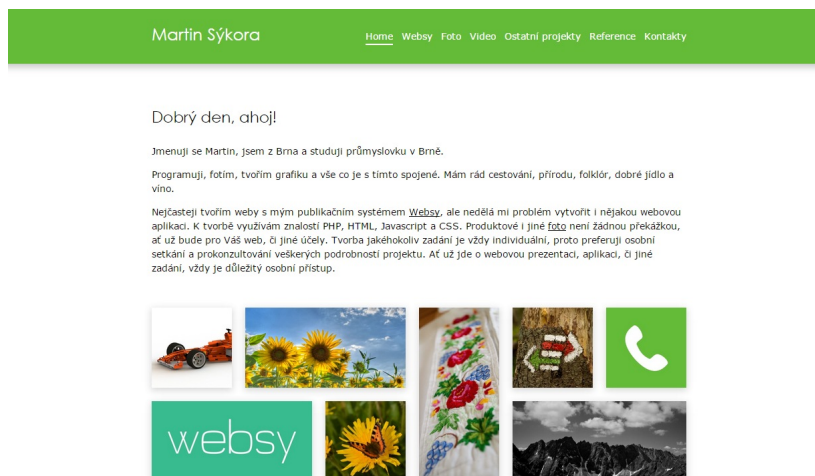 Martin Sýkora
Home Websy Foto Video Ostatní projekty Reference Kontakty
Dobrý den, ahoj!
Jmenuji se Martin, jsem z Brna a studuji průmyslovku v Brně.
Programuji, fotím, tvořím grafiku a vše co je s tímto spojené. Mám rád cestování, přírodu, folklór, dobré jídlo a
víno.
Nejčasteji tvořím weby s mým publikačním systémem Websy, ale nedělá mi problém vytvořit i nějakou webovou
aplikaci. K tvorbě využívám znalostí PHP, HTML, Javascript a CSS. Produktové i jiné foto není žádnou překážkou,
ať už bude pro Váš web, či jiné účely. Tvorba jakéhokoliv zadání je vždy individuální, proto preferuji osobní
setkání a prokonzultování veškerých podrobností projektu. Ať už jde o webovou prezentaci, aplikaci, či jiné
zadání, vždy je důležitý osobní přístup.
websy